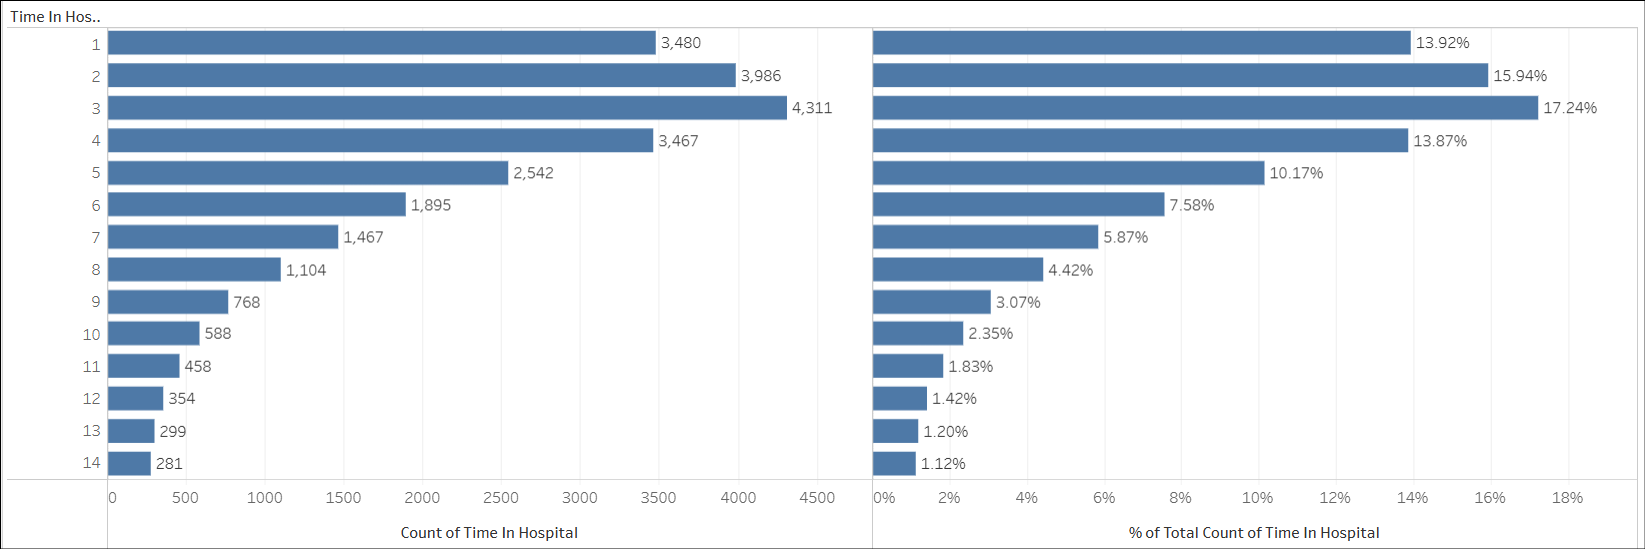 Time In Hos..
1 3,480 13.92%
2 3,986 15.94%
3 4,311 17.24%
4 3,467 13.87%
5 2,542 10.17%
6 1,895 7.58%
7 1,467 5.87%
8 1,104 4.42%
9 768 3.07%
10 588 2.35%
11 458 1.83%
12 354 1.42%
13 299 1.20%
14 281 1.12%
0 500 1000 1500 2000 2500 3000 3500 4000 4500 0% 2% 4% 6% 8% 10% 12% 14% 16% 18%
Count of Time In Hospital % of Total Count of Time In Hospital